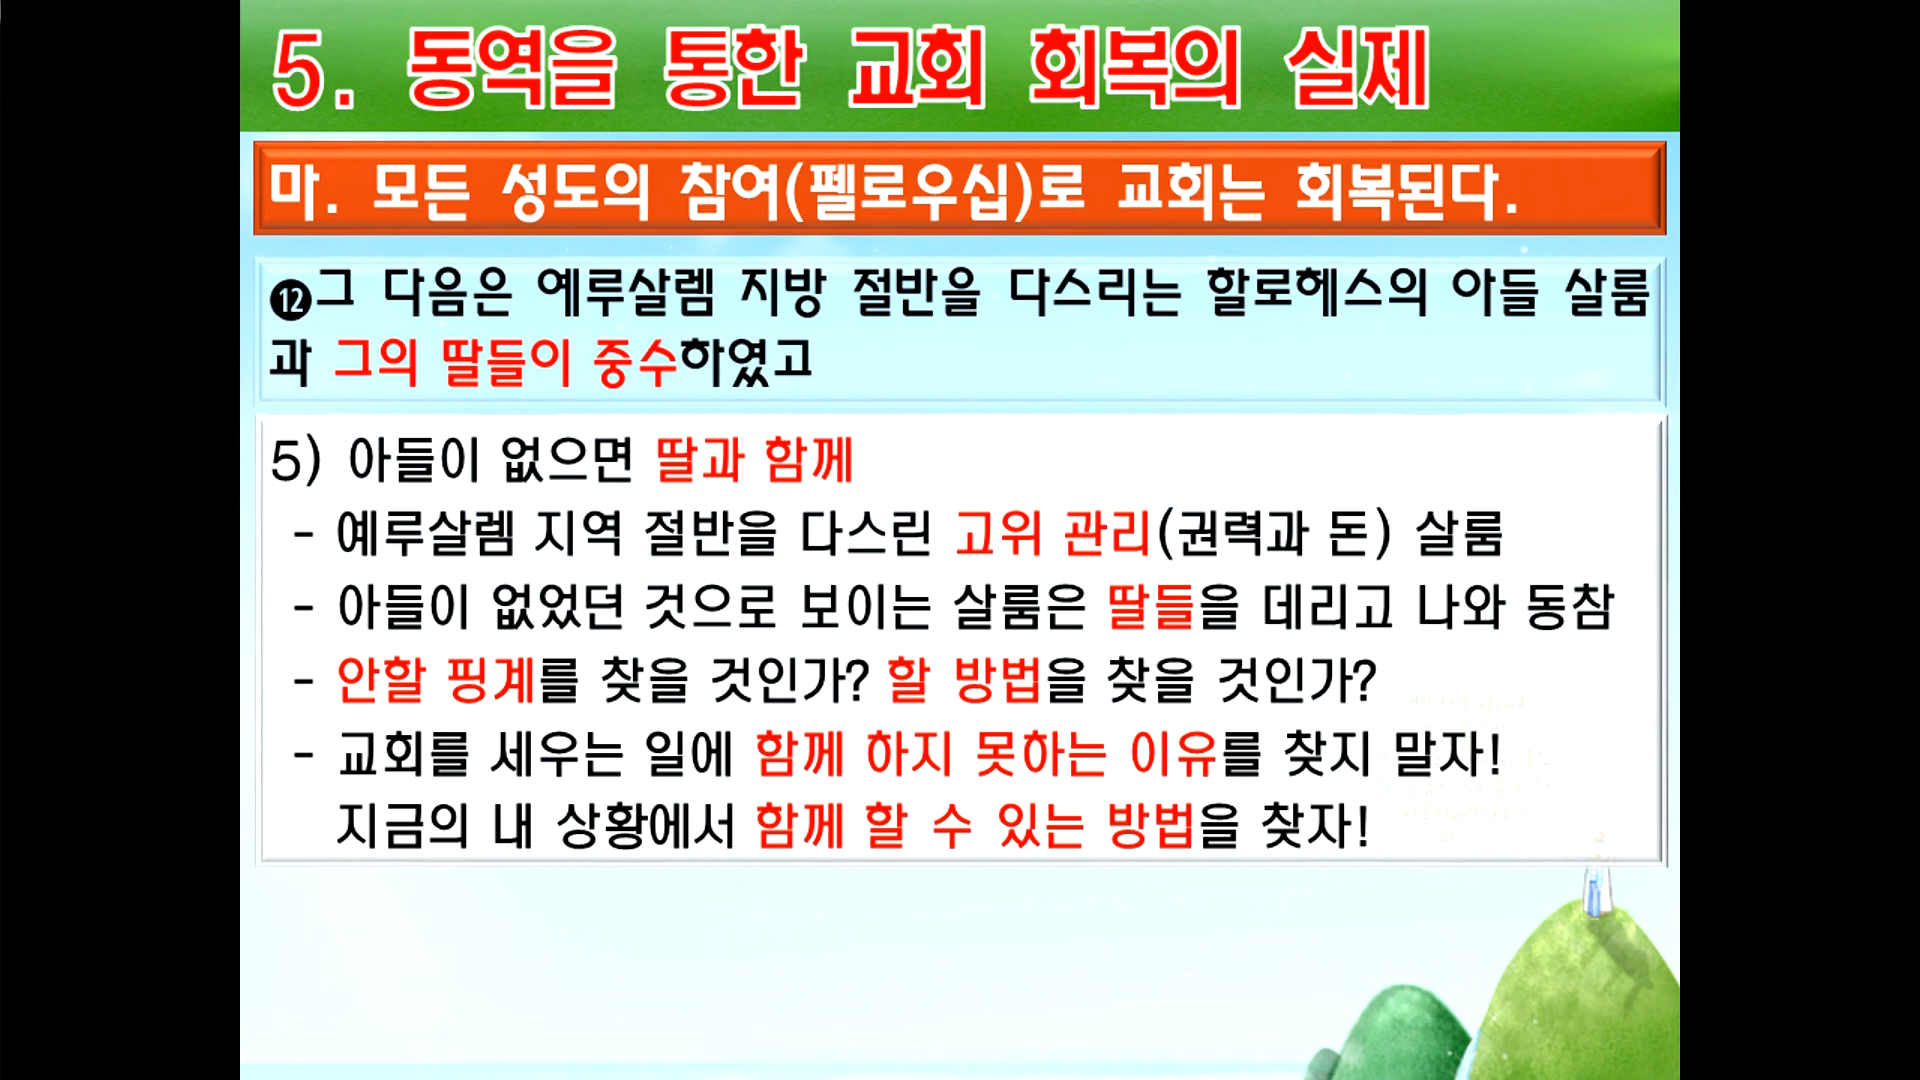 5. 동역을 통한 교회 회복의 실제
마. 모든 성도의 참여(펠로우십)로 교회는 회복된다.
⓬그 다음은 예루살렘 지방 절반을 다스리는 할로헤스의 아들 살룸
과 그의 딸들이 중수하였고
5) 아들이 없으면 딸과 함께
- 예루살렘 지역 절반을 다스린 고위 관리(권력과 돈) 살룸
- 아들이 없었던 것으로 보이는 살룸은 딸들을 데리고 나와 동참
- 안할 핑계를 찾을 것인가? 할 방법을 찾을 것인가?
- 교회를 세우는 일에 함께 하지 못하는 이유를 찾지 말자!
지금의 내 상황에서 함께 할 수 있는 방법을 찾자!